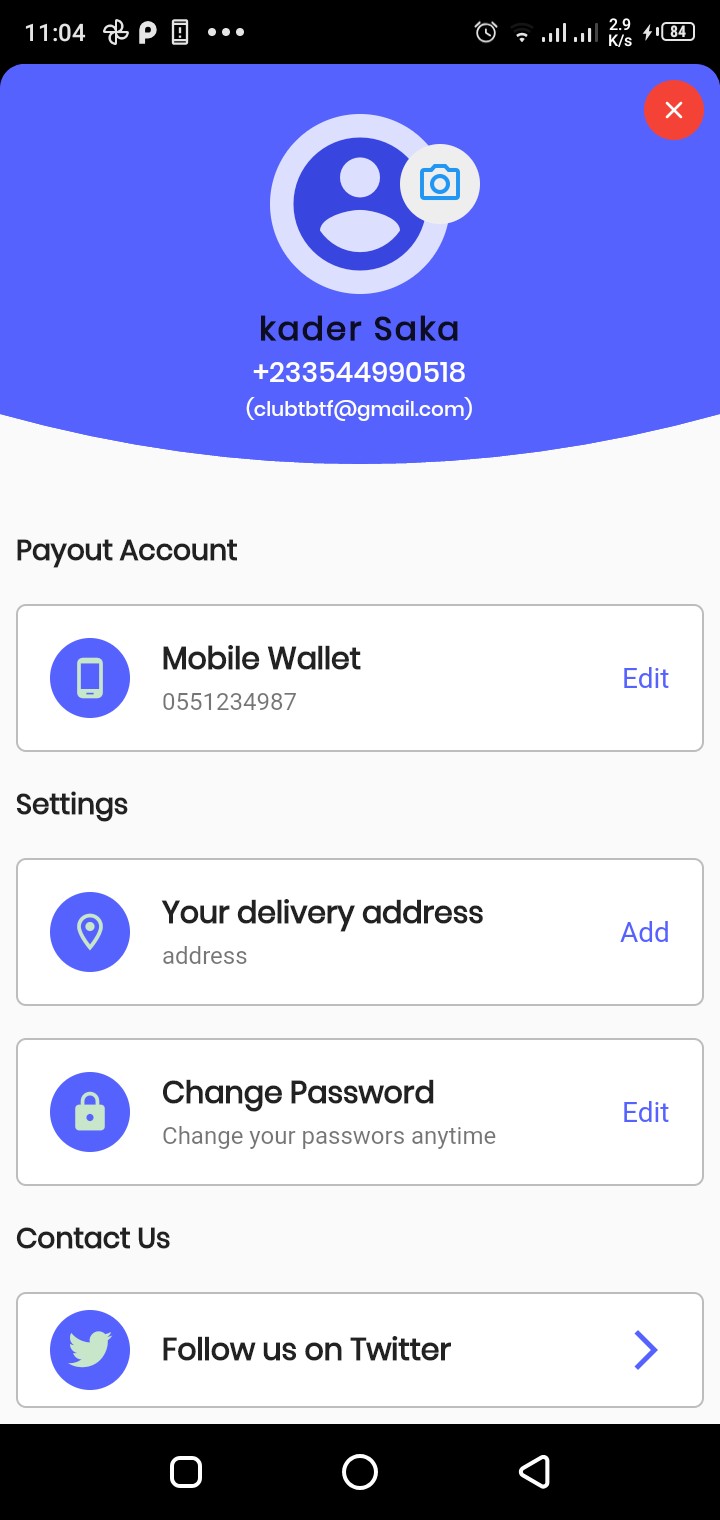 11:04
2.9
K/s
84
kader Saka
+233544990518
(clubtbtf@gmail.com)
Payout Account
Mobile Wallet
0551234987
Edit
Settings
Your delivery address
address
Add
Change Password
Change your passwors anytime
Edit
Contact Us
Follow us on Twitter